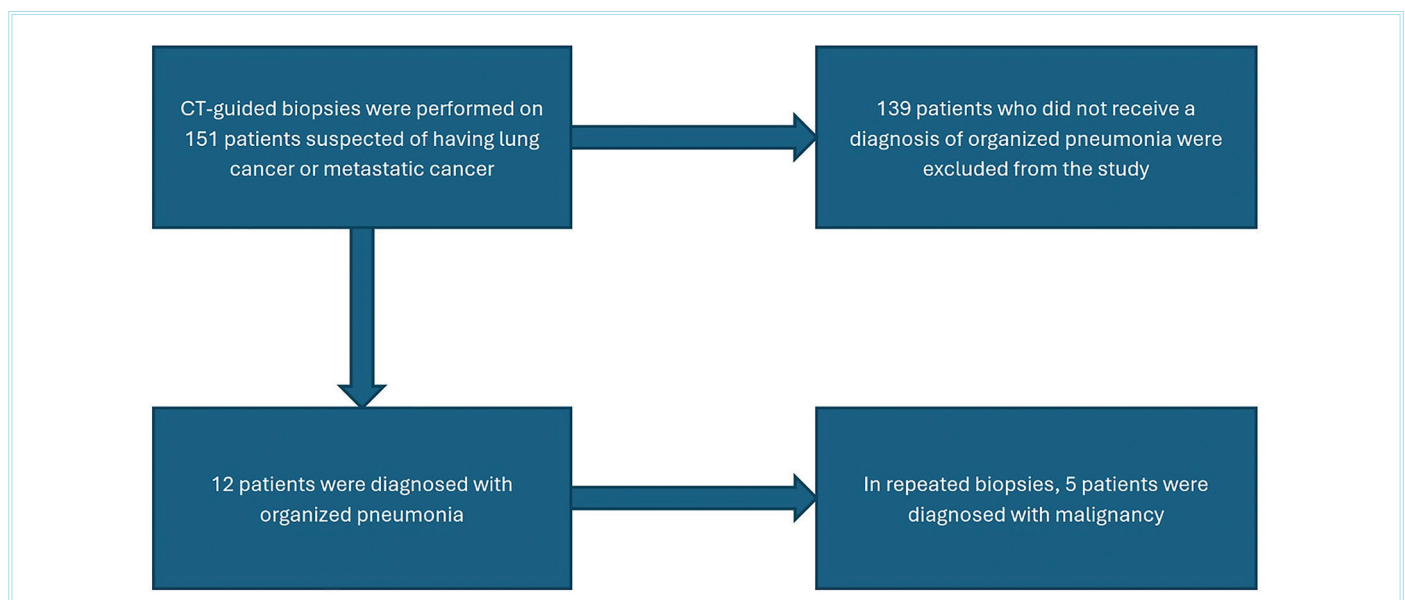 CT-guided biopsies were performed on
151 patients suspected of having lung
cancer or metastatic cancer
139 patients who did not receive a
diagnosis of organized pneumonia were
excluded from the study
12 patients were diagnosed with
organized pneumonia
In repeated biopsies, 5 patients were
diagnosed with malignancy